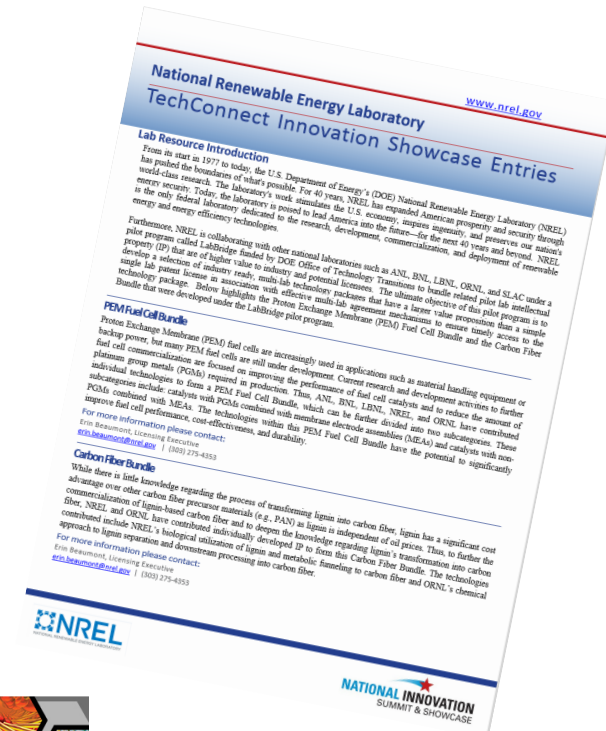 www.nrel.gov
National Renewable Energy Laboratory
TechConnect Innovation Showcase Entries
Lab Resource Introduction
From its start in 1977 to today, the U.S. Department of Energy's (DOE) National Renewable Energy Laboratory (NREL)
has pushed the boundaries of what's possible. For 40 years, NREL has expanded American prosperity and security through
world-class research. The laboratory's work stimulates the U.S. economy, inspires ingenuity, and preserves our nation's
energy security. Today, the laboratory is poised to lead America into the future—for the next 40 years and beyond. NREL
is the only federal laboratory dedicated to the research, development, commercialization, and deployment of renewable
energy and energy efficiency technologies.
Furthermore, NREL is collaborating with other national laboratories such as ANL, BNL, LBNL, ORNL, and SLAC under a
pilot program called LabBridge funded by DOE Office of Technology Transitions to bundle related pilot lab intellectual
property (IP) that are of higher value to industry and potential licensees. The ultimate objective of this pilot program is to
develop a selection of industry ready, multi-lab technology packages that have a larger value proposition than a simple
single lab patent license in association with effective multi-lab agreement mechanisms to ensure timely access to the
technology package. Below highlights the Proton Exchange Membrane (PEM) Fuel Cell Bundle and the Carbon Fiber
Bundle that were developed under the LabBridge pilot program.
PEM Fuel Cell Bundle
Proton Exchange Membrane (PEM) fuel cells are increasingly used in applications such as material handling equipment or
backup power, but many PEM fuel cells are still under development. Current research and development activities to further
fuel cell commercialization are focused on improving the performance of fuel cell catalysts and to reduce the amount of
platinum group metals (PGMs) required in production. Thus, ANL, BNL, LBNL, NREL, and ORNL have contributed
individual technologies to form a PEM Fuel Cell Bundle, which can be further divided into two subcategories. These
subcategories include: catalysts with PGMs combined with membrane electrode assemblies (MEAs) and catalysts with non-
PGMs combined with MEAs. The technologies within this PEM Fuel Cell Bundle have the potential to significantly
improve fuel cell performance, cost-effectiveness, and durability.
For more information please contact:
Erin Beaumont, Licensing Executive
erin.beaumont@nrel.gov | (303) 275-4353
Carbon Fiber Bundle
While there is little knowledge regarding the process of transforming lignin into carbon fiber, lignin has a significant cost
advantage over other carbon fiber precursor materials (e.g., PAN) as lignin is independent of oil prices. Thus, to further the
commercialization of lignin-based carbon fiber and to deepen the knowledge regarding lignin's transformation into carbon
fiber, NREL and ORNL have contributed individually developed IP to form this Carbon Fiber Bundle. The technologies
contributed include NREL's biological utilization of lignin and metabolic funneling to carbon fiber and ORNL's chemical
approach to lignin separation and downstream processing into carbon fiber.
For more information please contact:
Erin Beaumont, Licensing Executive
erin.beaumont@nrel.gov | (303) 275-4353
NREL
NATIONAL RENEWABLE ENERGY LABORATORY
NATIONAL INNOVATION
SUMMIT & SHOWCASE